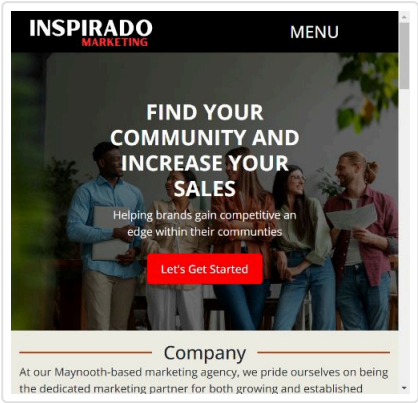 INSPIRADO
MARKETING
MENU
FIND YOUR
COMMUNITY AND
INCREASE YOUR
SALES
Helping brands gain competitive an
edge within their communties
Let's Get Started
Company
At our Maynooth-based marketing agency, we pride ourselves on being
the dedicated marketing partner for both growing and established